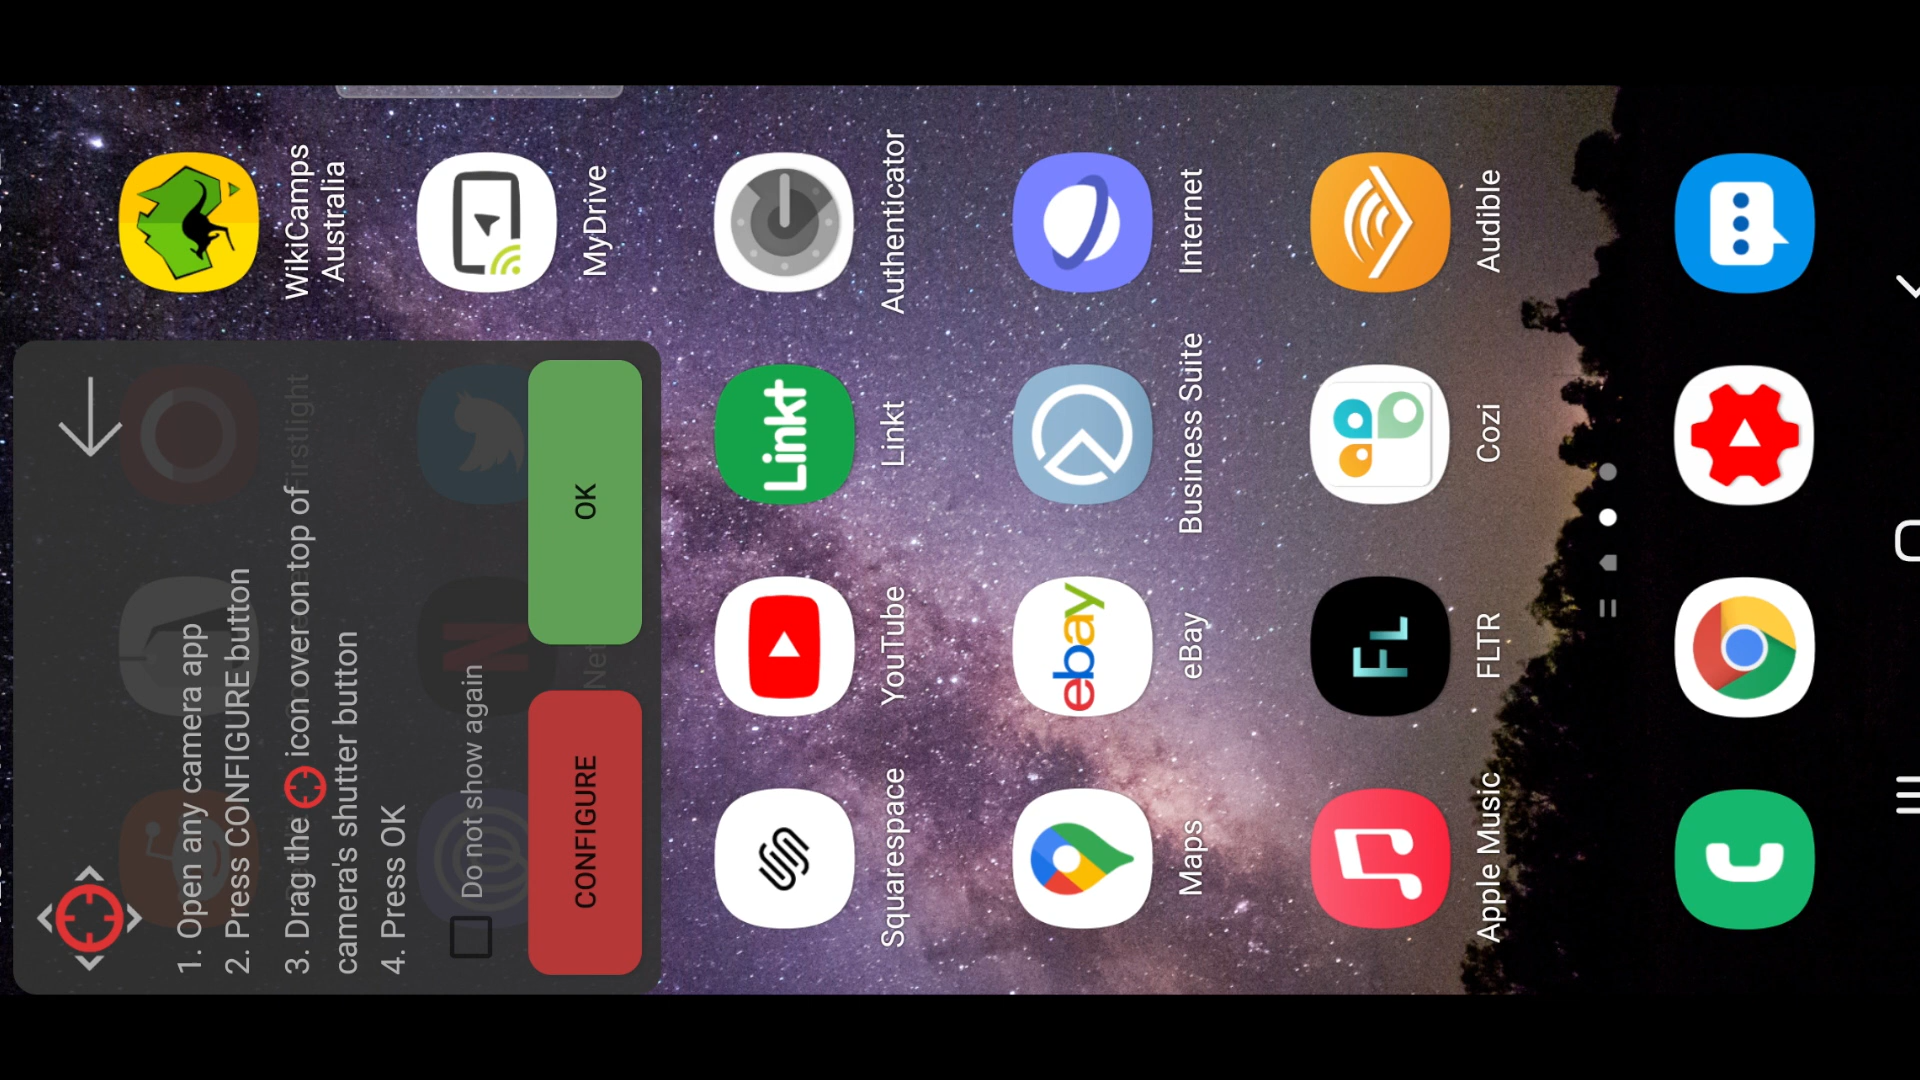 1. Open any camera app
2. Press CONFIGURE button
3. Drag the icon over on top of
camera's shutter button
4. Press OK
Do not show again
CONFIGURE
OK
firstlight
Net
WikiCamps
Australia
MyDrive
Squarespace
YouTube
Linkt
Linkt
Authenticator
Maps
ebay
eBay
Business Suite
Internet
Apple Music
FL
FLTR
Cozi
Audible